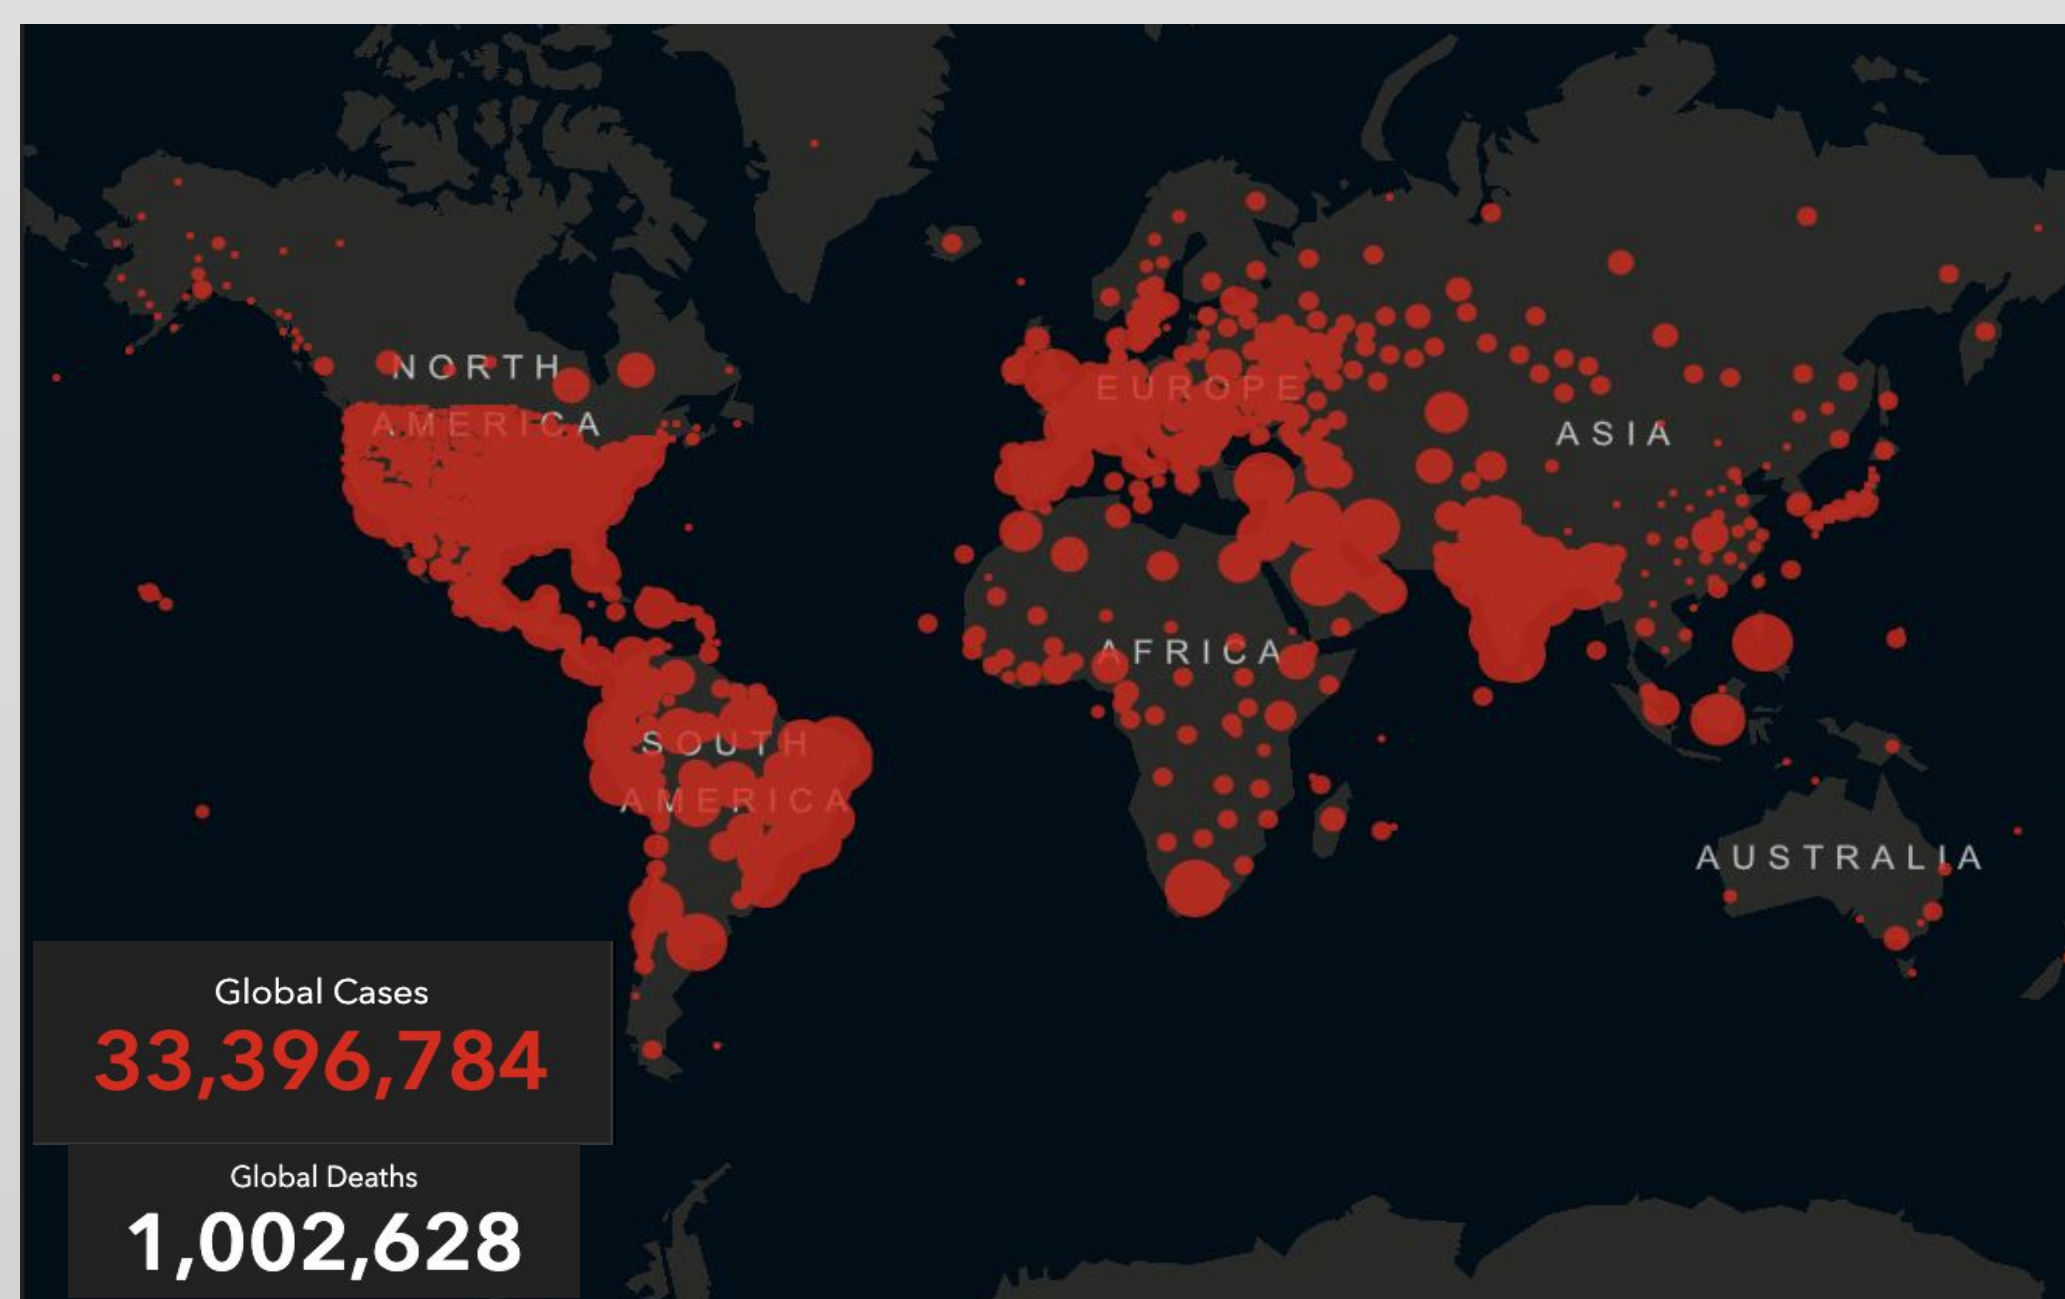 NORTH
AMERICA
EUROPE
ASIA
AFRICA
SOUTH
AMERICA
AUSTRALIA
Global Cases
33,396,784
Global Deaths
1,002,628